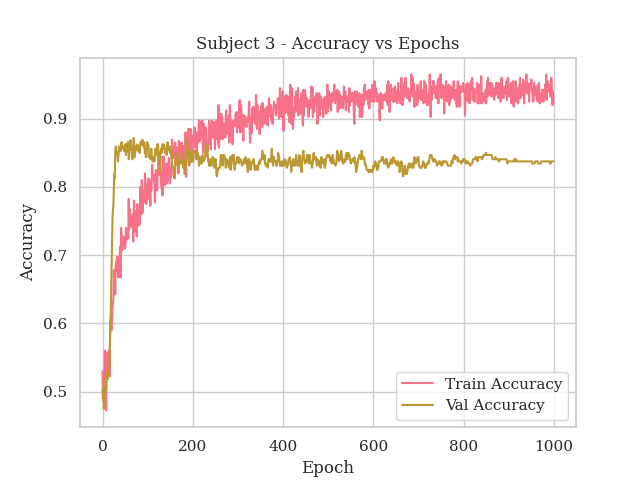 Subject 3 - Accuracy vs Epochs
Accuracy
0.9
0.8
0.7
0.6
0.5
0 200 400 600 800 1000
Epoch
Train Accuracy
Val Accuracy